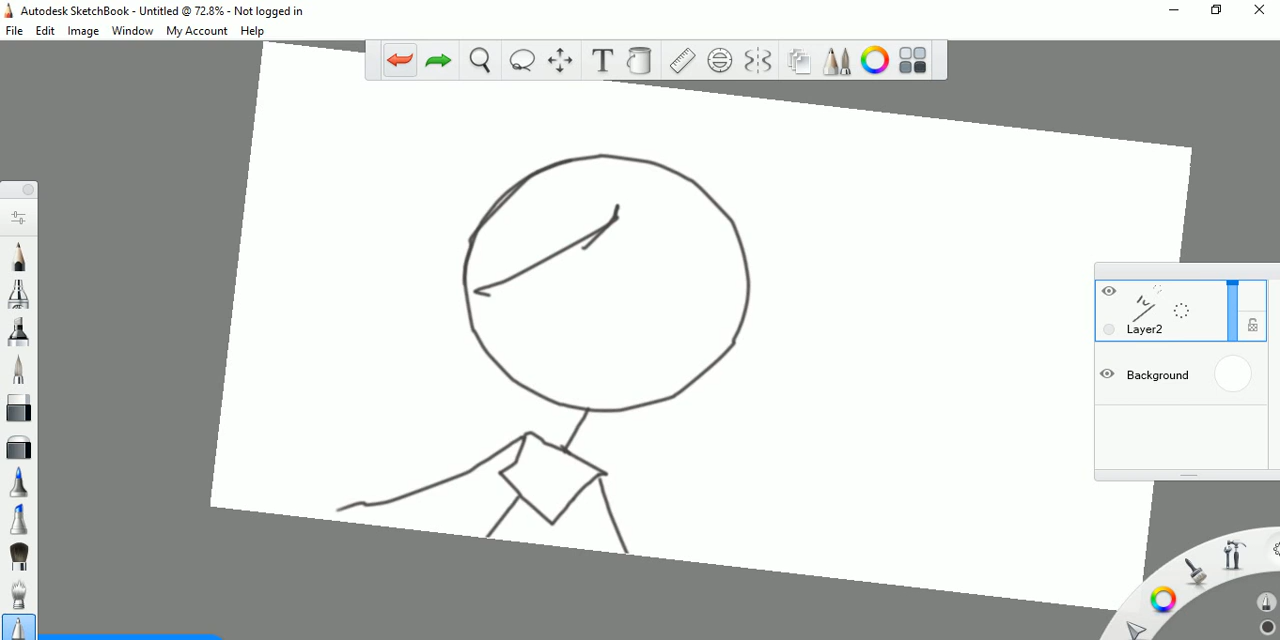 Autodesk SketchBook - Untitled @ 72.8% - Not logged in
File Edit Image Window My Account Help
T
Layer2
Background